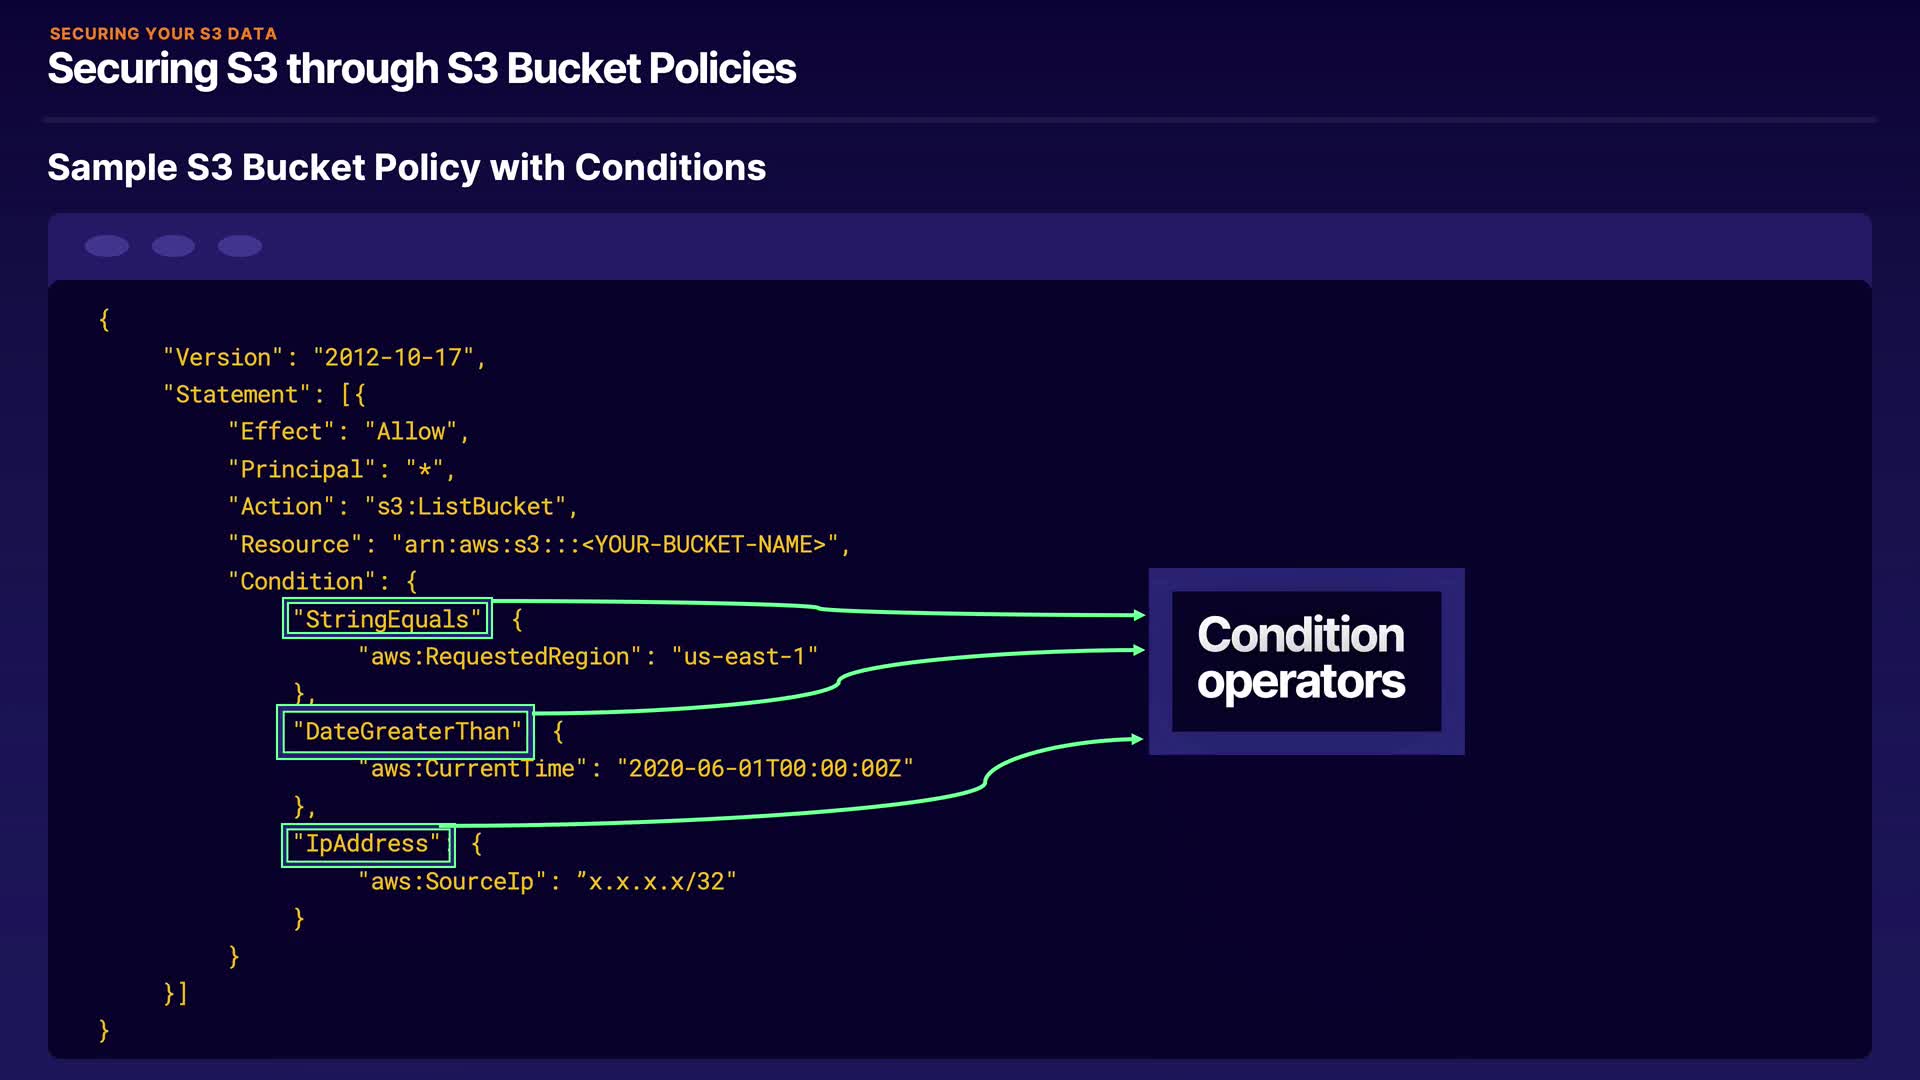 SECURING YOUR S3 DATA
Securing S3 through S3 Bucket Policies
Sample S3 Bucket Policy with Conditions
{
"Version": "2012-10-17",
"Statement": [{
"Effect": "Allow",
"Principal": "*",
"Action": "s3:ListBucket",
"Resource": "arn:aws:s3:::<YOUR-BUCKET-NAME>",
"Condition": {
"StringEquals" {
"aws:RequestedRegion": "us-east-1"
},
"DateGreaterThan" {
"aws:CurrentTime": "2020-06-01T00:00:00Z"
},
"IpAddress" {
"aws:SourceIp": ”x.x.x.x/32"
}
}
}]
}
Condition
operators